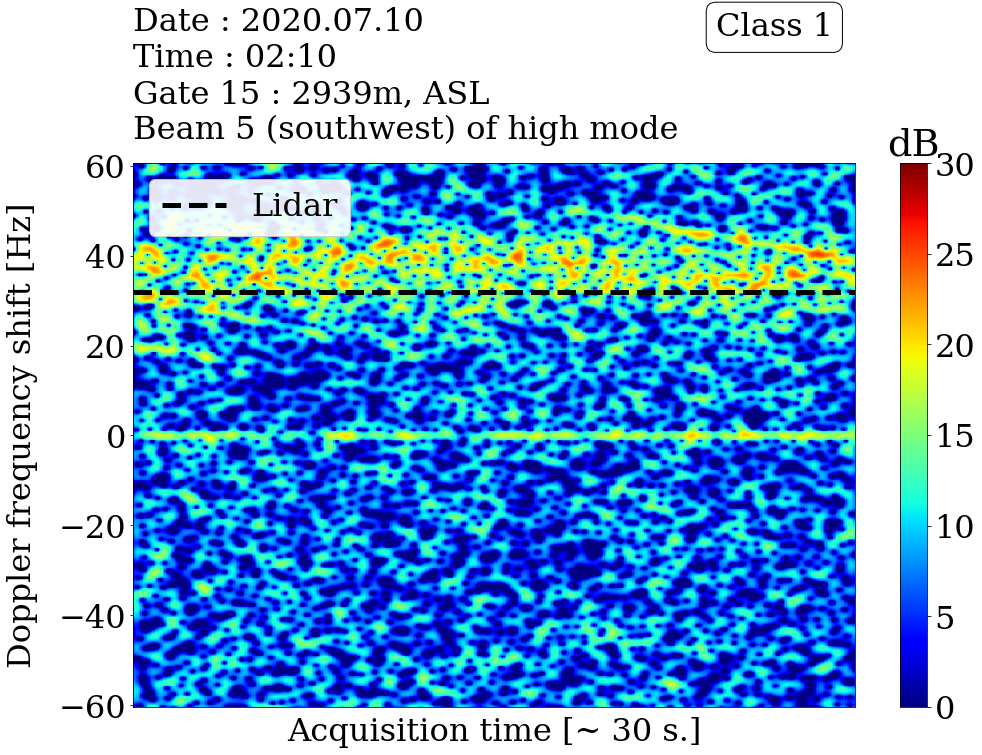 Date : 2020.07.10
Time : 02:10
Gate 15 : 2939m, ASL
Beam 5 (southwest) of high mode
Class 1
dB
Lidar
60
40
20
0
−20
−40
−60
Doppler frequency shift [Hz]
Acquisition time [~ 30 s.]
30
25
20
15
10
5
0